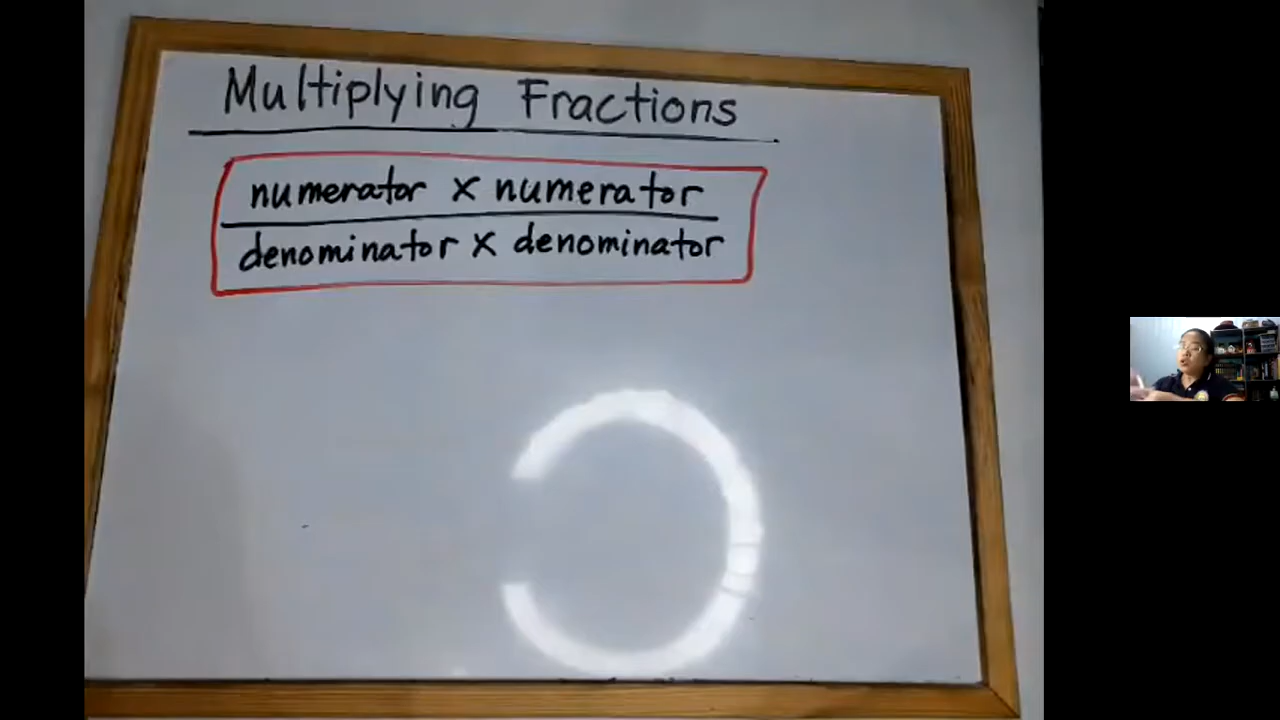 Multiplying Fractions
numerator x numerator
denominator x denominator